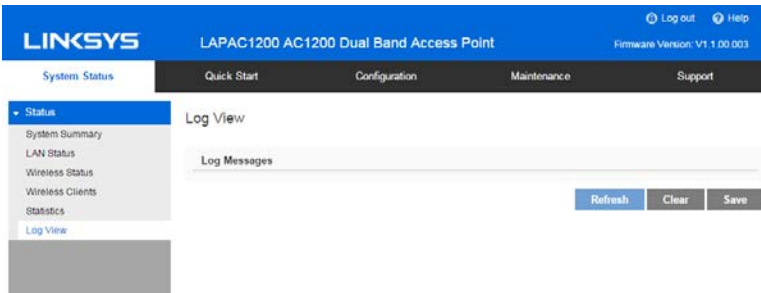 Log out Help
LINKSYS LAPAC1200 AC1200 Dual Band Access Point Firmware Version: V1.1.00.003
System Status Quick Start Configuration Maintenance Support
Status
Log View
System Summary
LAN Status
Log Messages
Wireless Status
Wireless Clients
Refresh Clear Save
Statistics
Log View